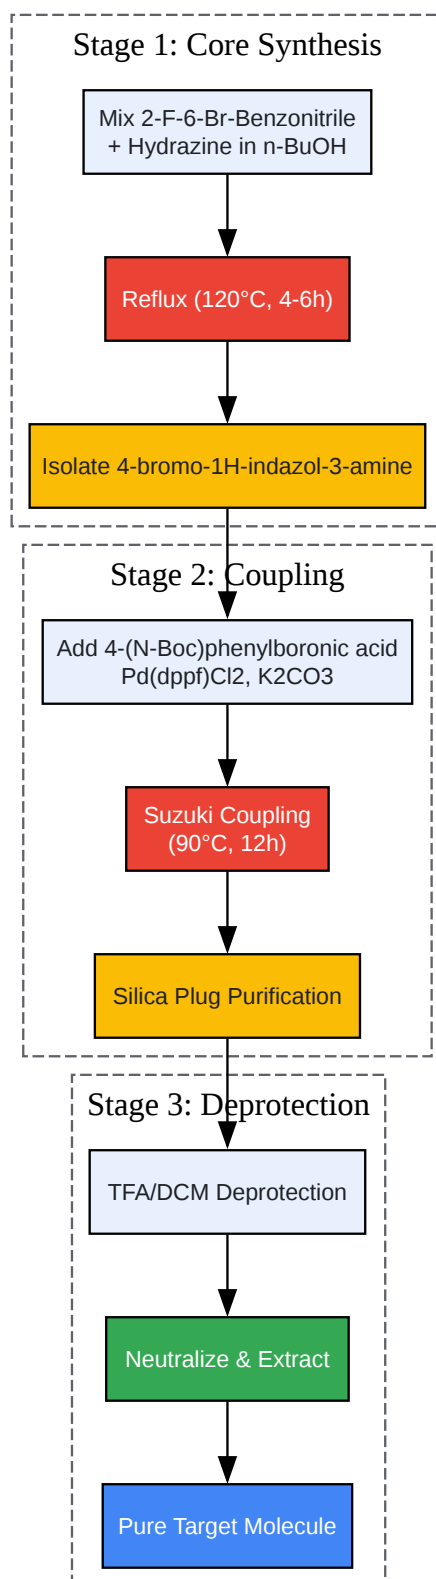 Stage 1: Core Synthesis
Mix 2-F-6-Br-Benzonitrile
+ Hydrazine in n-BuOH
Reflux (120°C, 4-6h)
Isolate 4-bromo-1H-indazol-3-amine
Stage 2: Coupling
Add 4-(N-Boc)phenylboronic acid
Pd(dppf)Cl2, K2CO3
Suzuki Coupling
(90°C, 12h)
Silica Plug Purification
Stage 3: Deprotection
TFA/DCM Deprotection
Neutralize & Extract
Pure Target Molecule